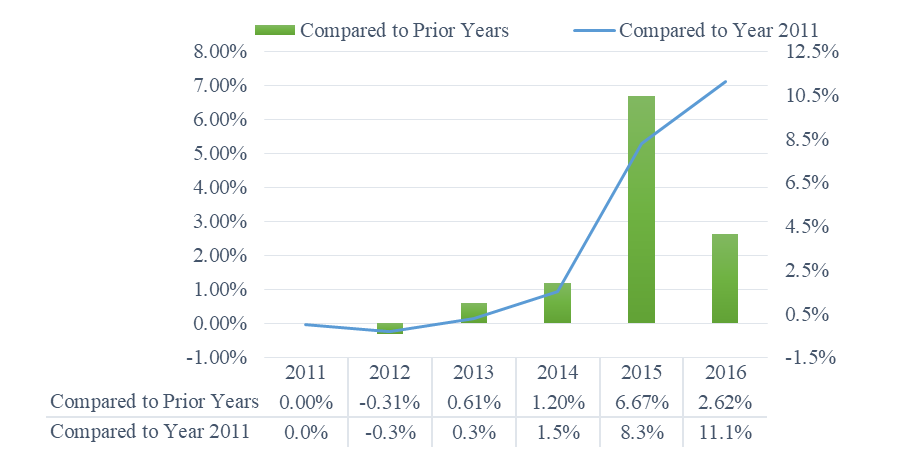 Compared to Prior Years Compared to Year 2011
8.00% 12.5%
7.00% 10.5%
6.00% 8.5%
5.00% 6.5%
4.00% 4.5%
3.00% 2.5%
2.00% 0.5%
1.00% -1.5%
0.00%
-1.00%
2011 2012 2013 2014 2015 2016
Compared to Prior Years 0.00% -0.31% 0.61% 1.20% 6.67% 2.62%
Compared to Year 2011 0.0% -0.3% 0.3% 1.5% 8.3% 11.1%